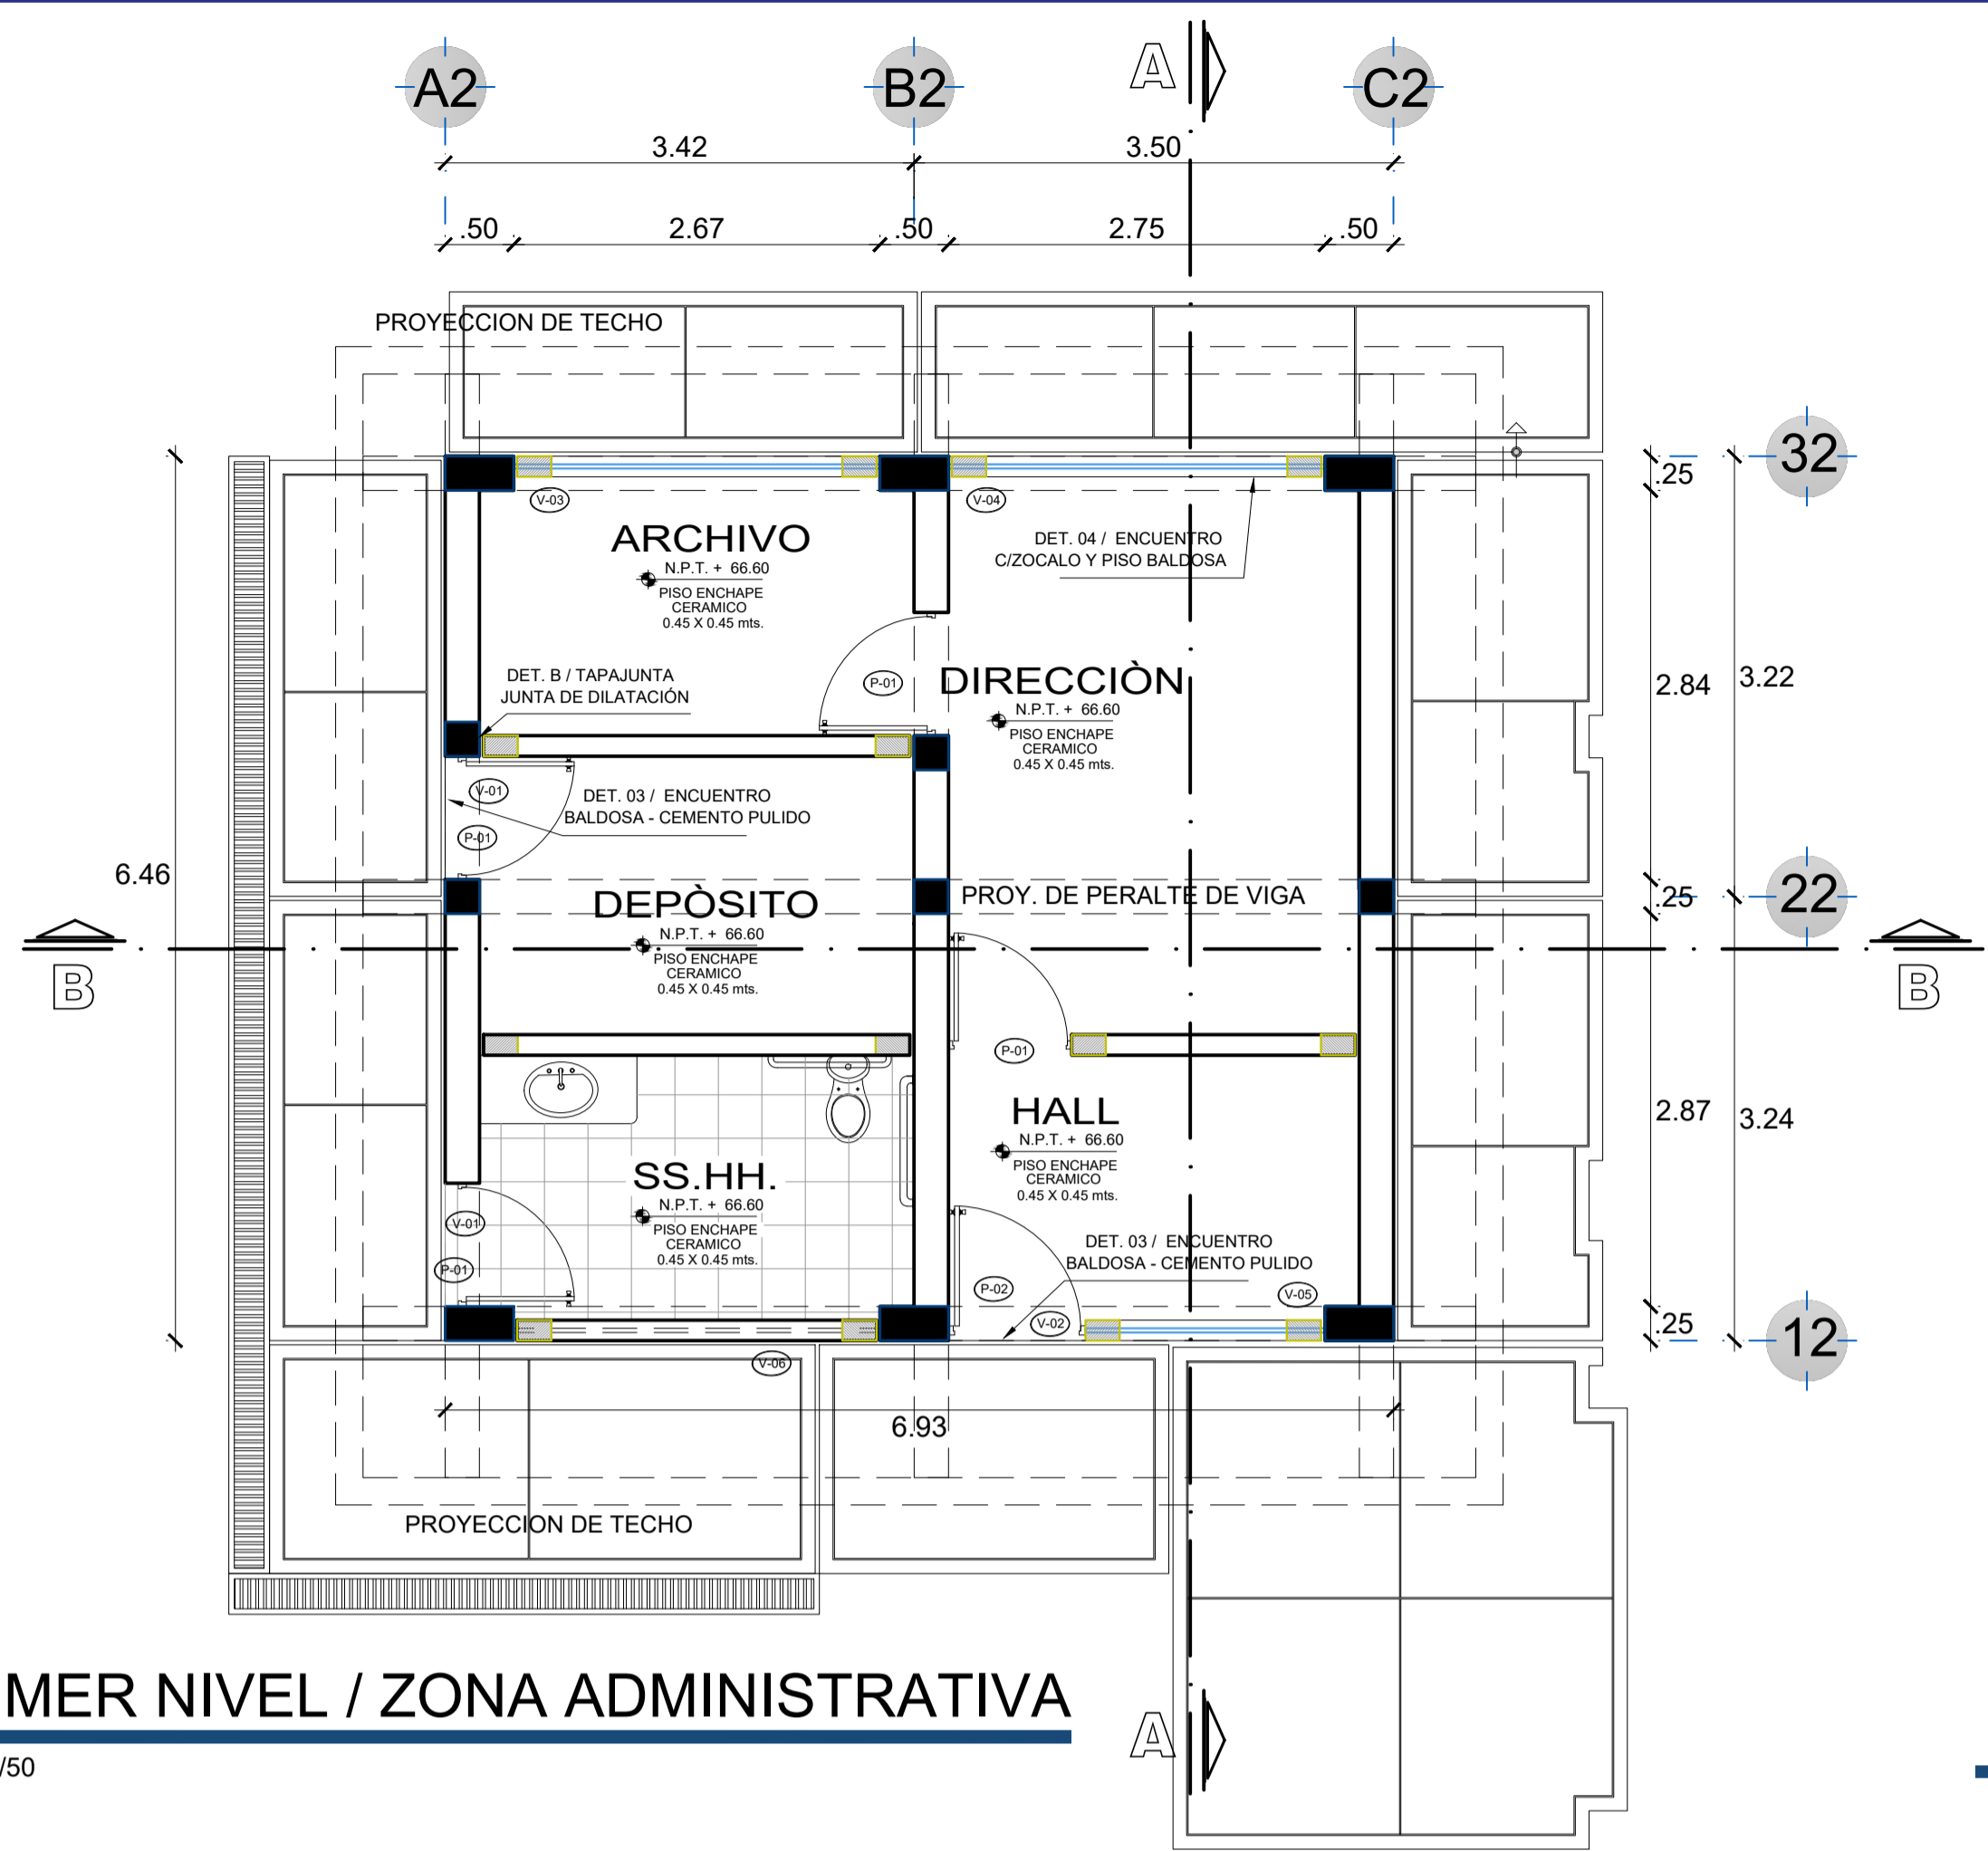 A2
B2
A
C2
3.42
3.50
.50
2.67
.50
2.75
.50
PROYECCION DE TECHO
32
.25
V-03
V-04
ARCHIVO
N.P.T. + 66.60
PISO ENCHAPE
CERAMICO
0.45 X 0.45 mts.
DET. 04 / ENCUENTRO
C/ZOCALO Y PISO BALDOSA
DET. B / TAPAJUNTA
JUNTA DE DILATACIÓN
P-01
DIRECCIÒN
N.P.T. + 66.60
PISO ENCHAPE
CERAMICO
0.45 X 0.45 mts.
2.84
3.22
V-01
DET. 03 / ENCUENTRO
BALDOSA - CEMENTO PULIDO
P-01
6.46
DEPÒSITO
N.P.T. + 66.60
PISO ENCHAPE
CERAMICO
0.45 X 0.45 mts.
PROY. DE PERALTE DE VIGA
.25
22
B
B
P-01
HALL
N.P.T. + 66.60
PISO ENCHAPE
CERAMICO
0.45 X 0.45 mts.
2.87
3.24
SS.HH.
N.P.T. + 66.60
PISO ENCHAPE
CERAMICO
0.45 X 0.45 mts.
V-01
P-01
DET. 03 / ENCUENTRO
BALDOSA - CEMENTO PULIDO
P-02
V-05
V-02
.25
12
V-06
6.93
PROYECCION DE TECHO
MER NIVEL / ZONA ADMINISTRATIVA
A
/50